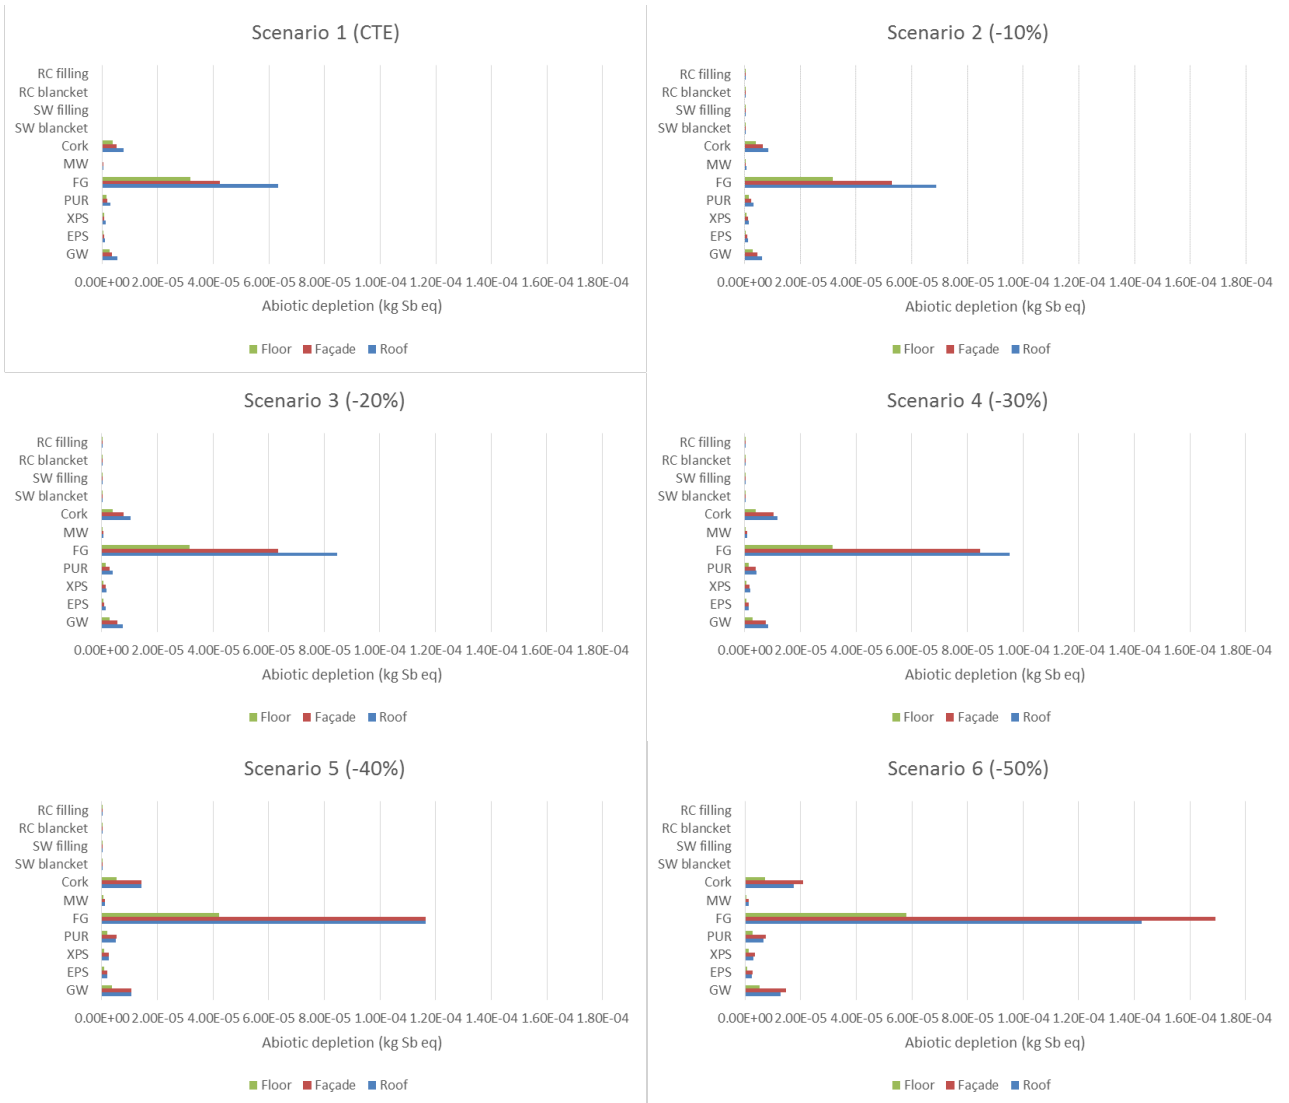 Scenario 1 (CTE)
RC filling
RC blancket
SW filling
SW blancket
Cork
MW
FG
PUR
XPS
EPS
GW
0.00E+00 2.00E-05 4.00E-05 6.00E-05 8.00E-05 1.00E-04 1.20E-04 1.40E-04 1.60E-04 1.80E-04
Abiotic depletion (kg Sb eq)
Floor Façade Roof
Scenario 2 (-10%)
RC filling
RC blancket
SW filling
SW blancket
Cork
MW
FG
PUR
XPS
EPS
GW
0.00E+00 2.00E-05 4.00E-05 6.00E-05 8.00E-05 1.00E-04 1.20E-04 1.40E-04 1.60E-04 1.80E-04
Abiotic depletion (kg Sb eq)
Floor Façade Roof
Scenario 3 (-20%)
RC filling
RC blancket
SW filling
SW blancket
Cork
MW
FG
PUR
XPS
EPS
GW
0.00E+00 2.00E-05 4.00E-05 6.00E-05 8.00E-05 1.00E-04 1.20E-04 1.40E-04 1.60E-04 1.80E-04
Abiotic depletion (kg Sb eq)
Floor Façade Roof
Scenario 4 (-30%)
RC filling
RC blancket
SW filling
SW blancket
Cork
MW
FG
PUR
XPS
EPS
GW
0.00E+00 2.00E-05 4.00E-05 6.00E-05 8.00E-05 1.00E-04 1.20E-04 1.40E-04 1.60E-04 1.80E-04
Abiotic depletion (kg Sb eq)
Floor Façade Roof
Scenario 5 (-40%)
RC filling
RC blancket
SW filling
SW blancket
Cork
MW
FG
PUR
XPS
EPS
GW
0.00E+00 2.00E-05 4.00E-05 6.00E-05 8.00E-05 1.00E-04 1.20E-04 1.40E-04 1.60E-04 1.80E-04
Abiotic depletion (kg Sb eq)
Floor Façade Roof
Scenario 6 (-50%)
RC filling
RC blancket
SW filling
SW blancket
Cork
MW
FG
PUR
XPS
EPS
GW
0.00E+00 2.00E-05 4.00E-05 6.00E-05 8.00E-05 1.00E-04 1.20E-04 1.40E-04 1.60E-04 1.80E-04
Abiotic depletion (kg Sb eq)
Floor Façade Roof